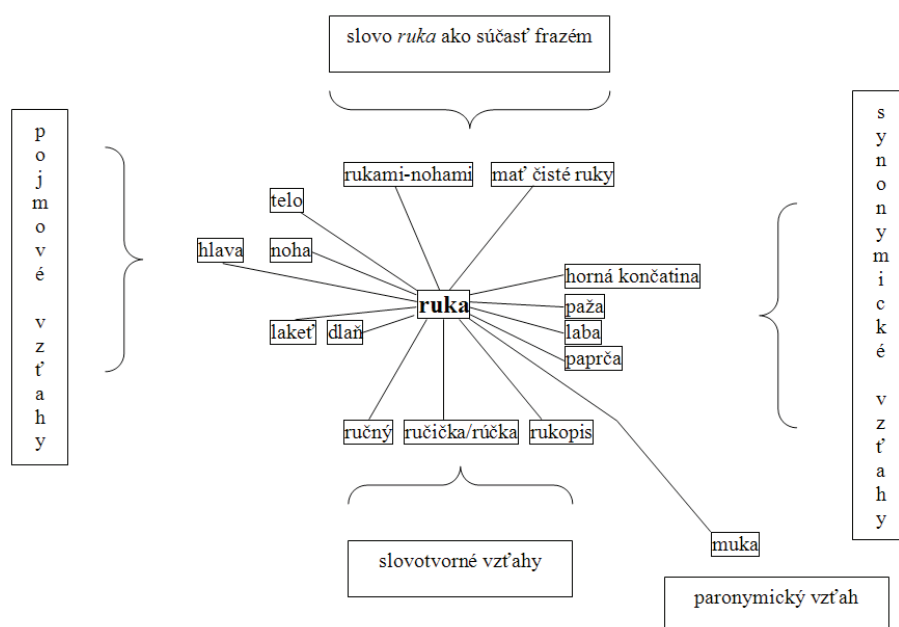 slovo ruka ako súčasť frazém
pojmové vzťahy
synonymické vzťahy
rukami-nohami
mať čisté ruky
telo
hlava
noha
horná končatina
ruka
paža
lakeť
dlaň
laba
paprča
ručný
ručička/rúčka
rukopis
muka
slovotvorné vzťahy
paronymický vzťah